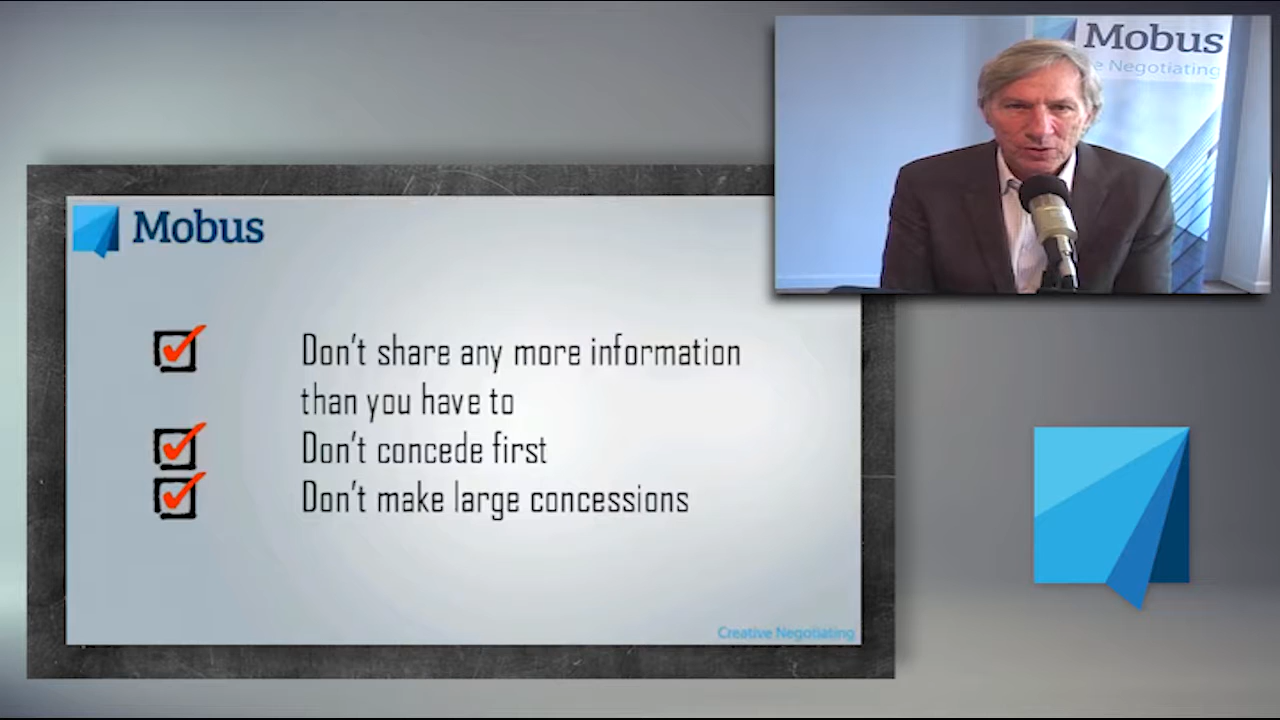 Mobus
e Negotiating
Mobus
Don't share any more information
than you have to
Don't concede first
Don't make large concessions
Creative Negotiating